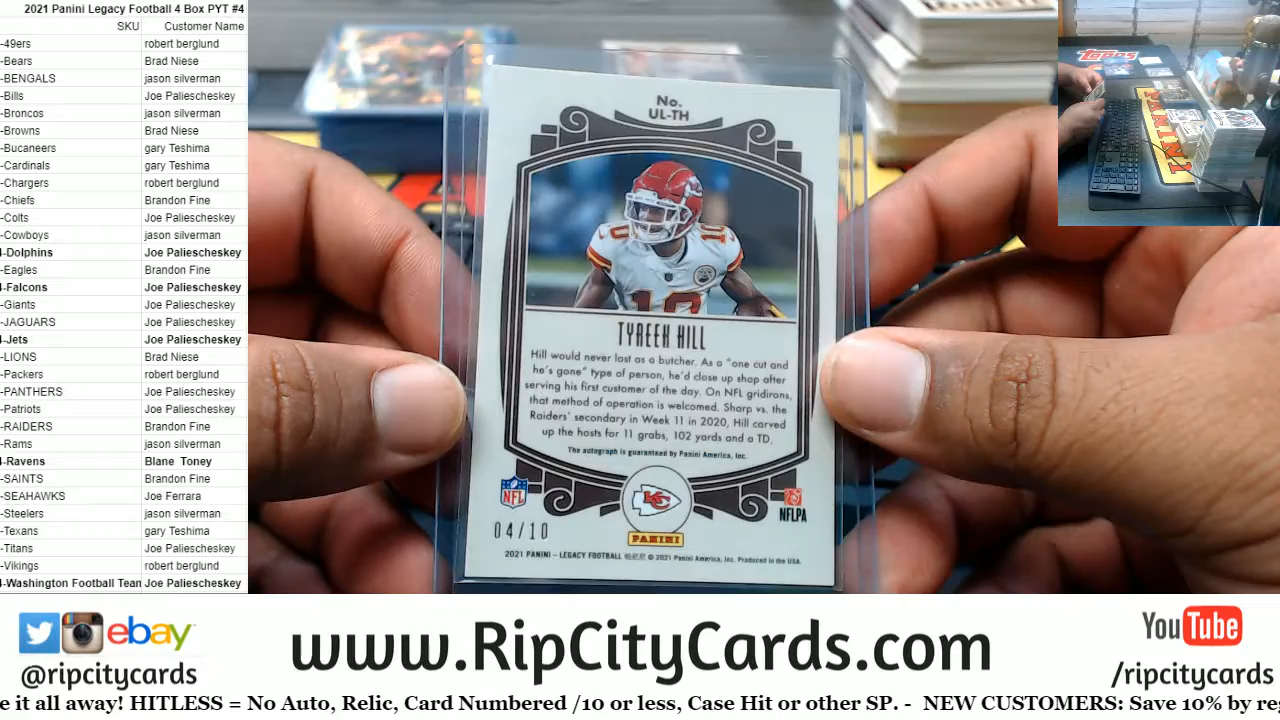 2021 Panini Legacy Football 4 Box PYT #4
SKU Customer Name
-49ers robert berglund
-Bears Brad Niese
-BENGALS jason silverman
-Bills Joe Paliescheskey
-Broncos jason silverman
-Browns Brad Niese
-Bucaneers gary Teshima
-Cardinals gary Teshima
-Chargers robert berglund
-Chiefs Brandon Fine
-Colts Joe Paliescheskey
-Cowboys jason silverman
4-Dolphins Joe Paliescheskey
-Eagles Brandon Fine
4-Falcons Joe Paliescheskey
-Giants Joe Paliescheskey
-JAGUARS Joe Paliescheskey
4-Jets Joe Paliescheskey
-LIONS Brad Niese
-Packers robert berglund
-PANTHERS Joe Paliescheskey
-Patriots Joe Paliescheskey
-RAIDERS Brandon Fine
-Rams jason silverman
4-Ravens Blane Toney
-SAINTS Brandon Fine
-SEAHAWKS Joe Ferrara
-Steelers jason silverman
-Texans gary Teshima
-Titans Joe Paliescheskey
-Vikings robert berglund
4-Washington Football Team Joe Paliescheskey
No.
UL-TH
10
10
10
TYREEK HILL
Hill would never last as a butcher. As a "one cut and
he's gone" type of person, he'd close up shop after
serving his first customer of the day. On NFL gridirons,
that method of operation is welcomed. Sharp vs. the
Raiders' secondary in Week 11 in 2020, Hill carved
up the hosts for 11 grabs, 102 yards and a TD.
The autograph is guaranteed by Panini America, Inc.
NFL
KC
NFLPA
04/10
PANINI
2021 PANINI – LEGACY FOOTBALL © 2021 Panini America, Inc. Produced in the USA.
TOPPS
PANINI
ebay
@ripcitycards
www.RipCityCards.com
YouTube
/ripcitycards
e it all away! HITLESS = No Auto, Relic, Card Numbered /10 or less, Case Hit or other SP. - NEW CUSTOMERS: Save 10% by re